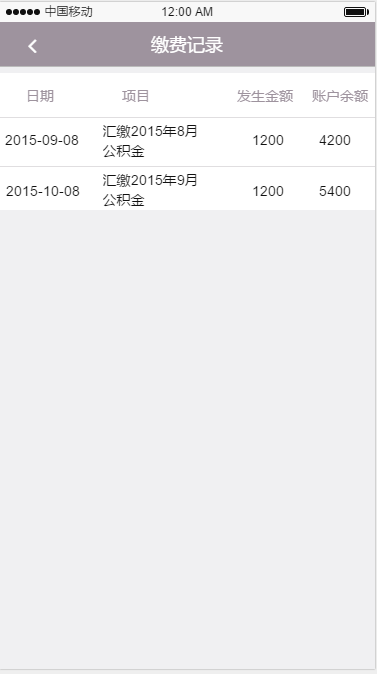 中国移动 12:00 AM
缴费记录
日期 项目 发生金额 账户余额
2015-09-08 汇缴2015年8月 1200 4200
公积金
2015-10-08 汇缴2015年9月 1200 5400
公积金